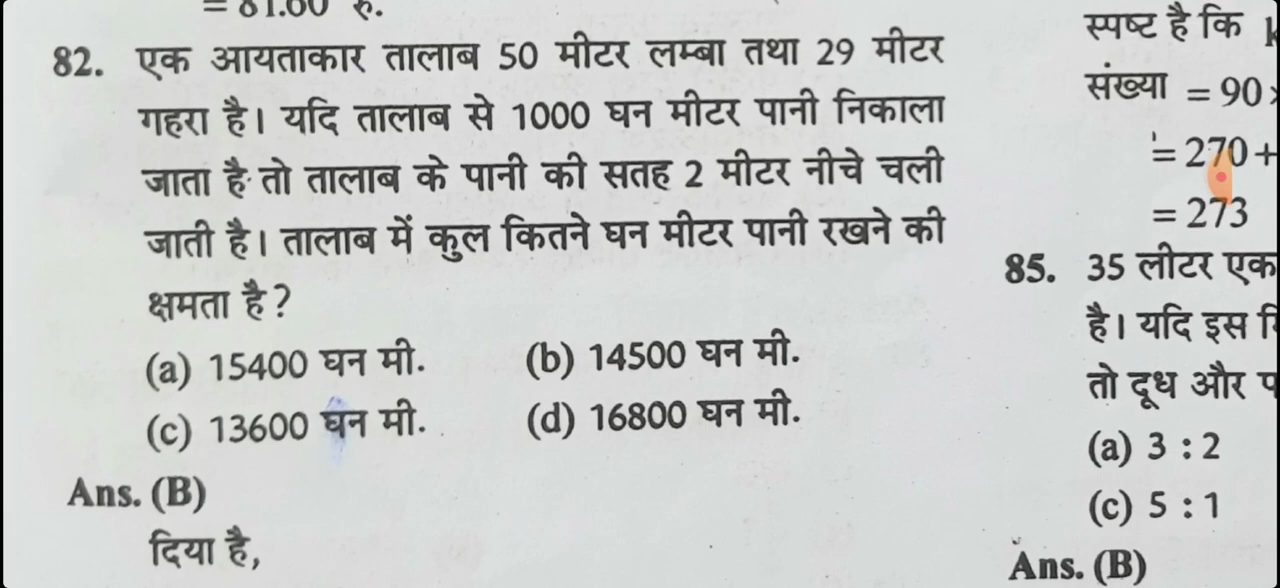 = 81.60 रु.
82. एक आयताकार तालाब 50 मीटर लम्बा तथा 29 मीटर
गहरा है। यदि तालाब से 1000 घन मीटर पानी निकाला
जाता है तो तालाब के पानी की सतह 2 मीटर नीचे चली
जाती है। तालाब में कुल कितने घन मीटर पानी रखने की
क्षमता है?
(a) 15400 घन मी. (b) 14500 घन मी.
(c) 13600 घन मी. (d) 16800 घन मी.
Ans. (B)
दिया है,
स्पष्ट है कि
संख्या = 90
= 270 +
= 273
85. 35 लीटर एक
है। यदि इस
तो दूध और
(a) 3 : 2
(c) 5 : 1
Ans. (B)